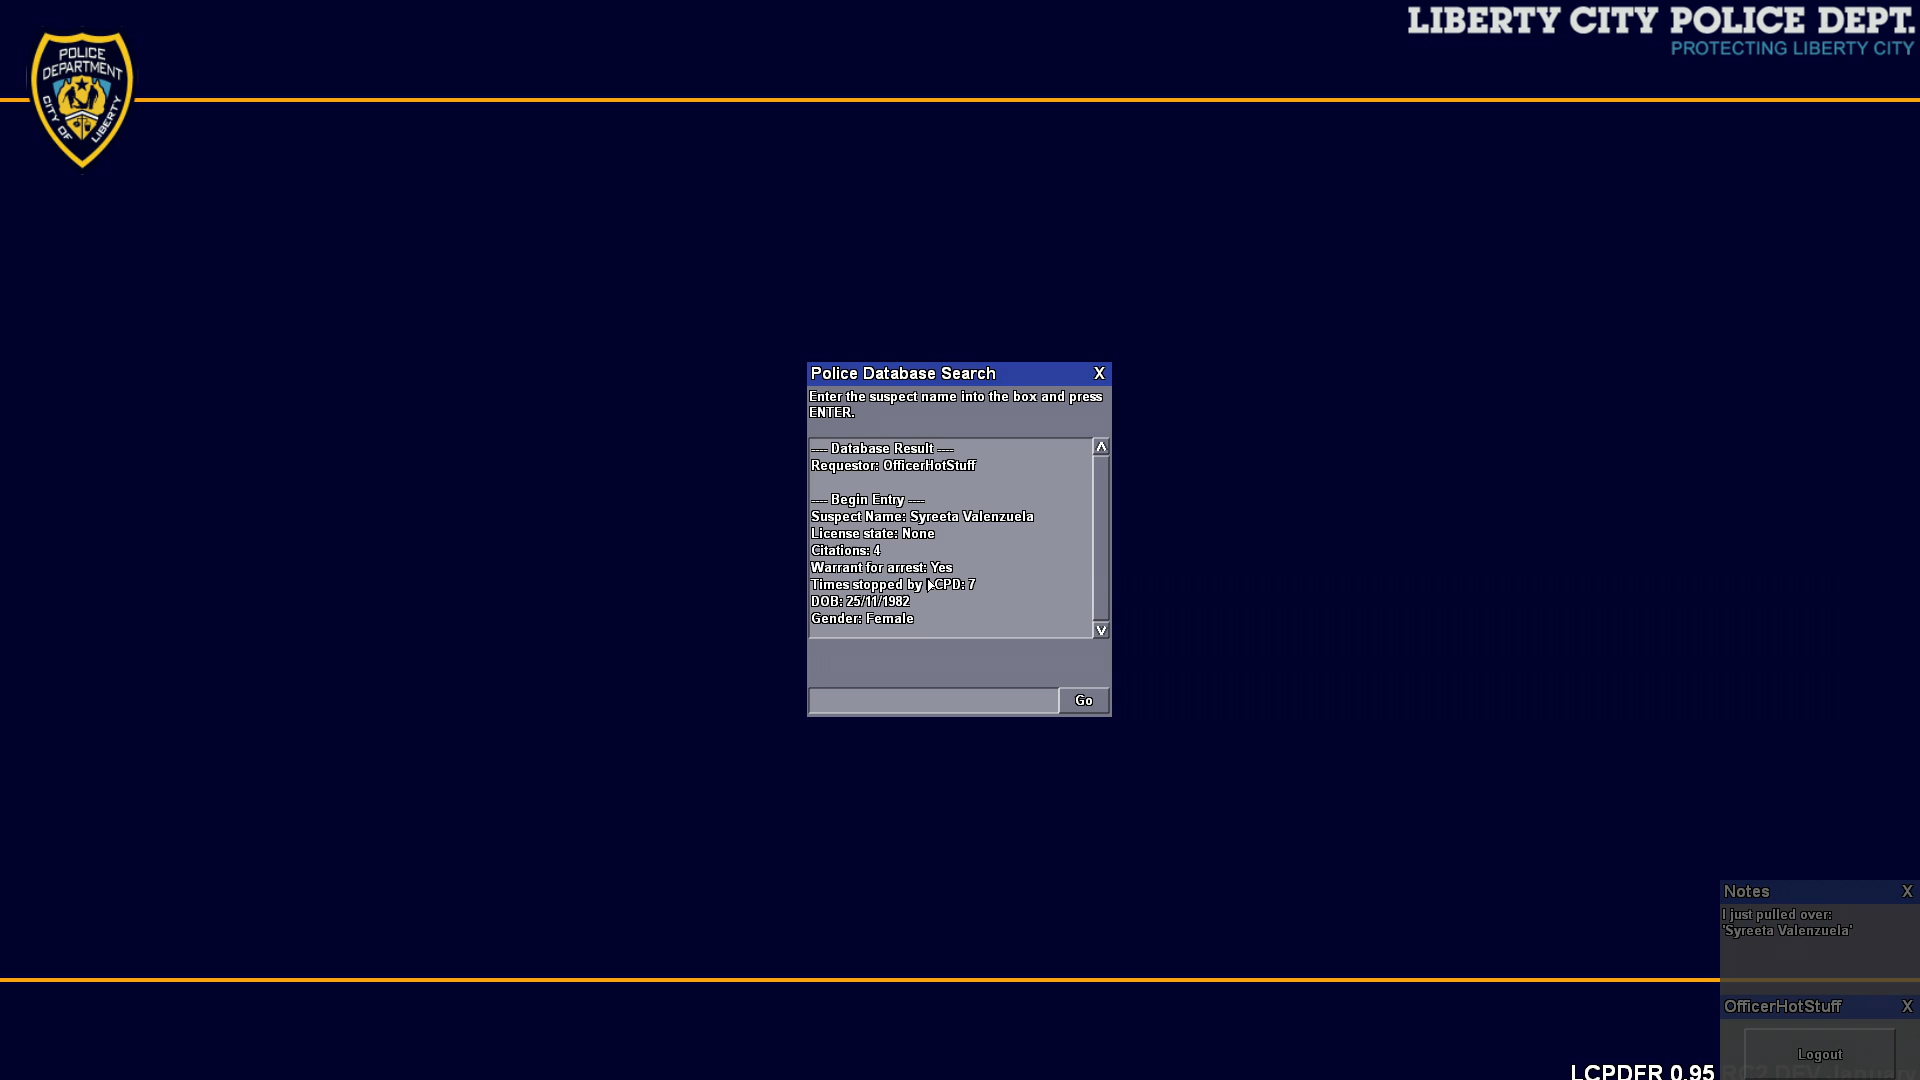 LIBERTY CITY POLICE DEPT.
PROTECTING LIBERTY CITY
POLICE
DEPARTMENT
CITY OF LIBERTY
Police Database Search X
Enter the suspect name into the box and press
ENTER.
---- Database Result ----
Requestor: OfficerHotStuff
---- Begin Entry ----
Suspect Name: Syreeta Valenzuela
License state: None
Citations: 4
Warrant for arrest: Yes
Times stopped by LCPD: 7
DOB: 25/11/1982
Gender: Female
Go
Notes X
I just pulled over:
'Syreeta Valenzuela'
OfficerHotStuff X
Logout
LCPDFR 0.95 RC2 DEV January